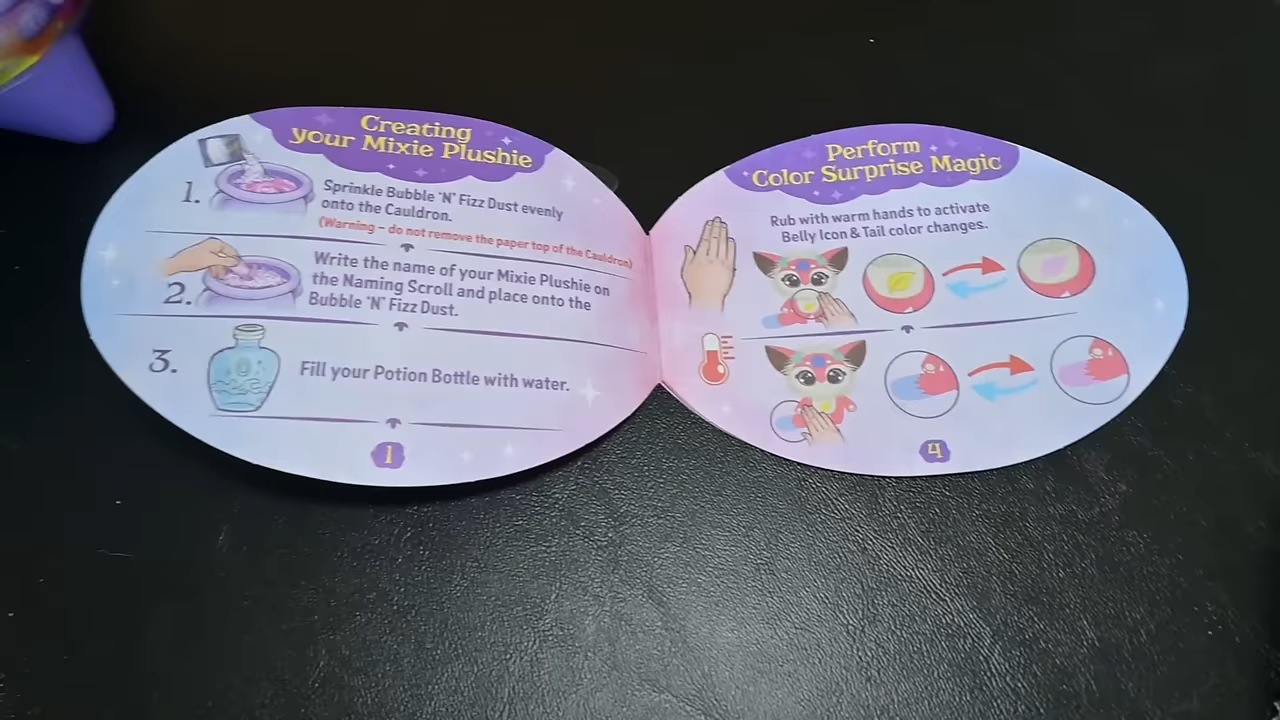 Creating
your Mixie Plushie
1.
Sprinkle Bubble 'N' Fizz Dust evenly
onto the Cauldron.
(Warning – do not remove the paper top of the Cauldron)
2.
Write the name of your Mixie Plushie on
the Naming Scroll and place onto the
Bubble 'N' Fizz Dust.
3.
Fill your Potion Bottle with water.
1
Perform
Color Surprise Magic
Rub with warm hands to activate
Belly Icon & Tail color changes.
4